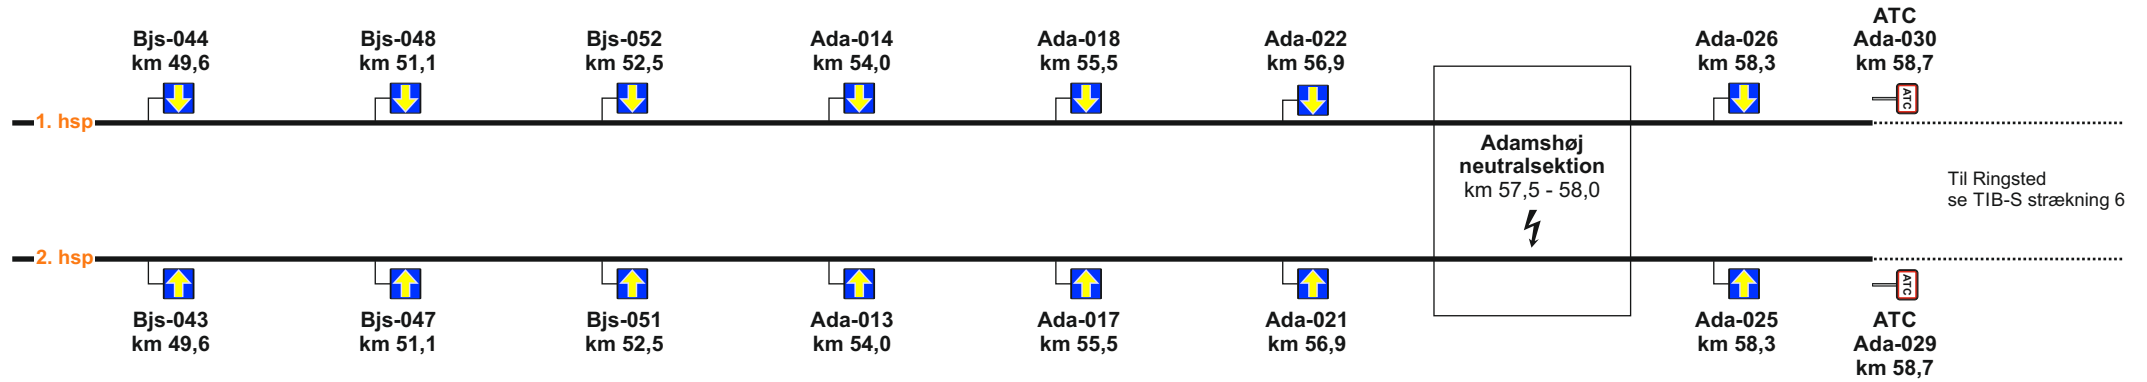 Bjs-044
km 49,6
Bjs-048
km 51,1
Bjs-052
km 52,5
Ada-014
km 54,0
Ada-018
km 55,5
Ada-022
km 56,9
Ada-026
km 58,3
ATC
Ada-030
km 58,7
ATC
1. hsp
Adamshøj
neutralsektion
km 57,5 - 58,0
Til Ringsted
se TIB-S strækning 6
2. hsp
ATC
Bjs-043
km 49,6
Bjs-047
km 51,1
Bjs-051
km 52,5
Ada-013
km 54,0
Ada-017
km 55,5
Ada-021
km 56,9
Ada-025
km 58,3
ATC
Ada-029
km 58,7